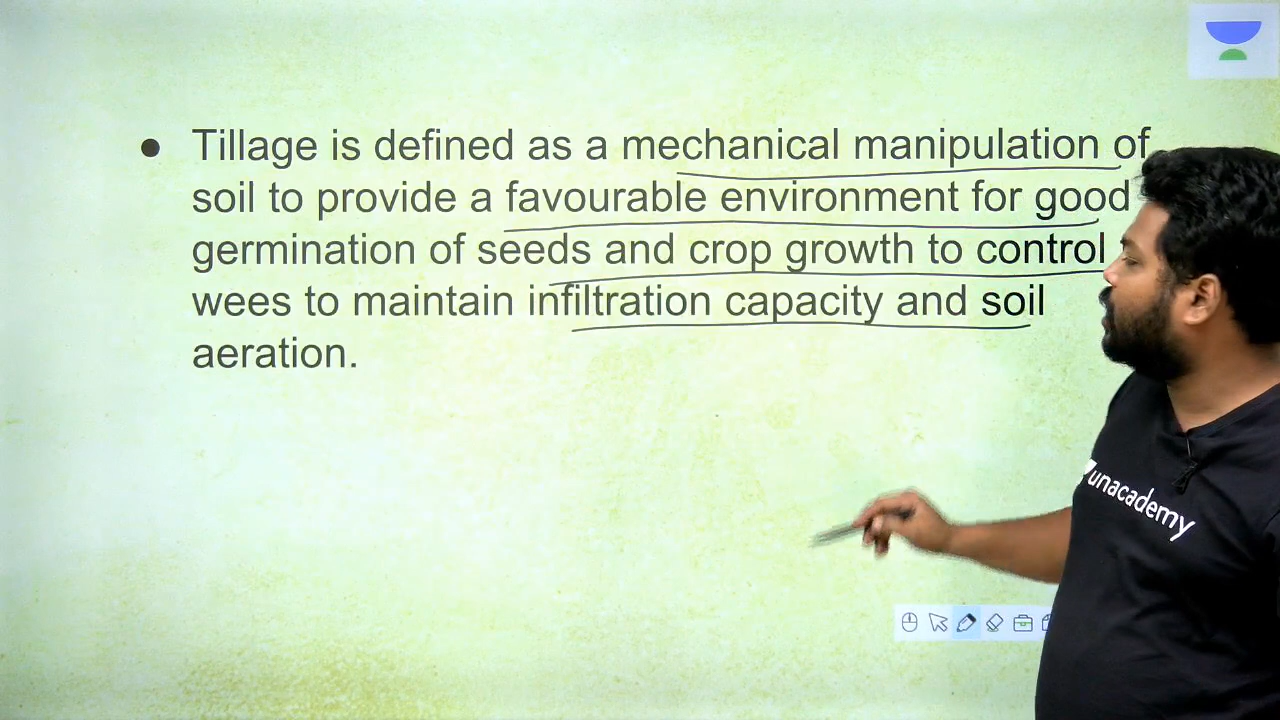 ● Tillage is defined as a mechanical manipulation of
soil to provide a favourable environment for good
germination of seeds and crop growth to control
wees to maintain infiltration capacity and soil
aeration.
unacademy